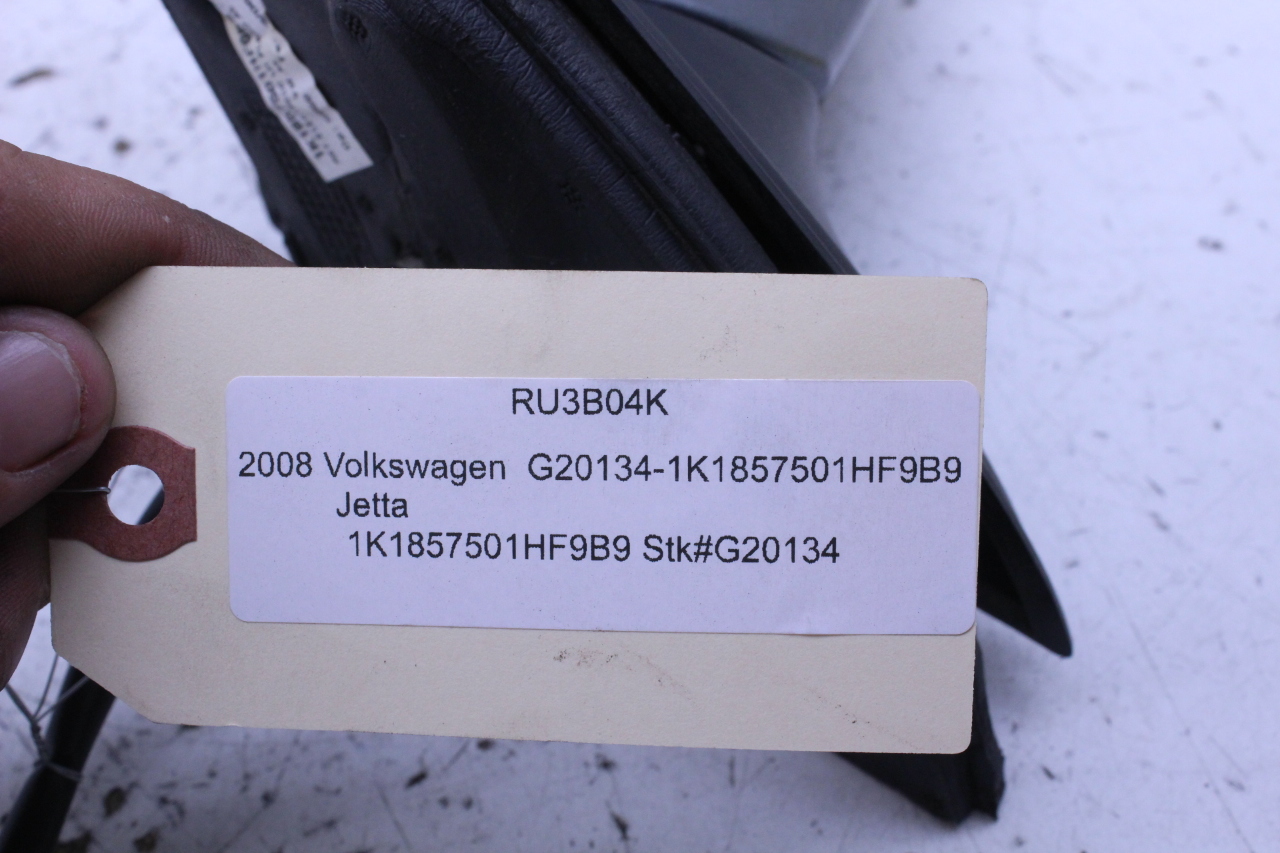 RU3B04K
2008 Volkswagen G20134-1K1857501HF9B9
Jetta
1K1857501HF9B9 Stk#G20134